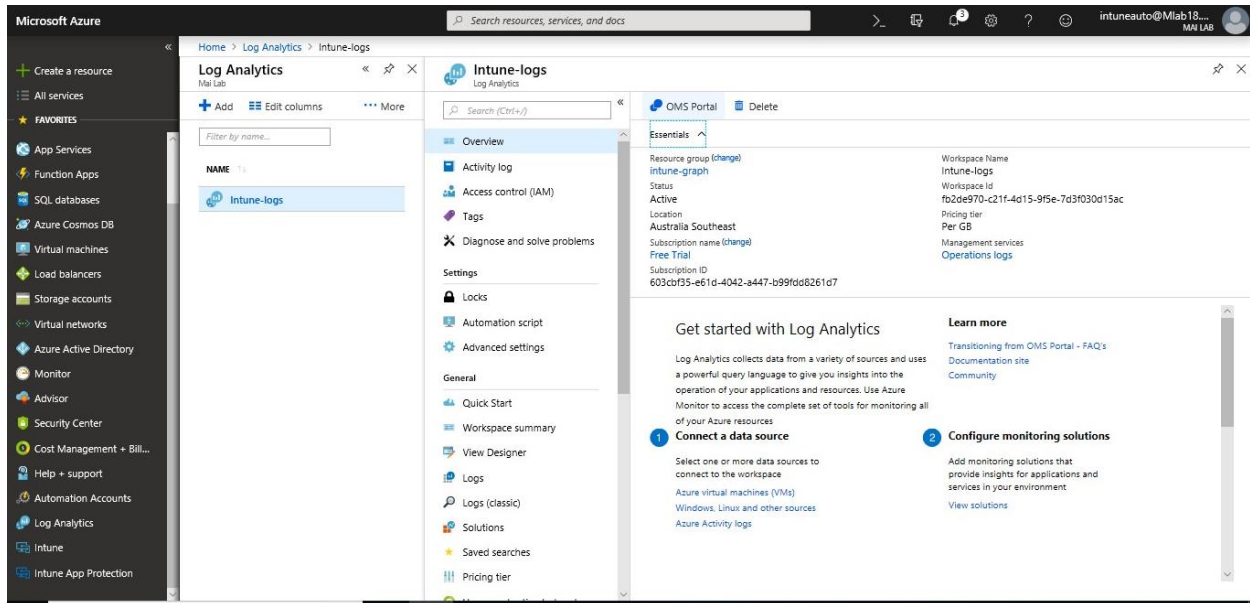 Microsoft Azure
Search resources, services, and docs
3
intuneauto@Mlab18....
MAI LAB
Create a resource
All services
FAVORITES
App Services
Function Apps
SQL databases
Azure Cosmos DB
Virtual machines
Load balancers
Storage accounts
Virtual networks
Azure Active Directory
Monitor
Advisor
Security Center
Cost Management + Bill...
Help + support
Automation Accounts
Log Analytics
Intune
Intune App Protection
Home > Log Analytics > Intune-logs
Log Analytics
Mai Lab
Add Edit columns ··· More
Filter by name...
NAME
Intune-logs
Intune-logs
Log Analytics
Search (Ctrl+/)
Overview
Activity log
Access control (IAM)
Tags
Diagnose and solve problems
Settings
Locks
Automation script
Advanced settings
General
Quick Start
Workspace summary
View Designer
Logs
Logs (classic)
Solutions
Saved searches
Pricing tier
OMS Portal Delete
Essentials
Resource group (change)
intune-graph
Status
Active
Location
Australia Southeast
Subscription name (change)
Free Trial
Subscription ID
603cbf35-e61d-4042-a447-b99fdd8261d7
Workspace Name
Intune-logs
Workspace Id
fb2de970-c21f-4d15-9f5e-7d3f030d15ac
Pricing tier
Per GB
Management services
Operations logs
Get started with Log Analytics
Log Analytics collects data from a variety of sources and uses
a powerful query language to give you insights into the
operation of your applications and resources. Use Azure
Monitor to access the complete set of tools for monitoring all
of your Azure resources
Learn more
Transitioning from OMS Portal - FAQ's
Documentation site
Community
1 Connect a data source
Select one or more data sources to
connect to the workspace
Azure virtual machines (VMs)
Windows, Linux and other sources
Azure Activity logs
2 Configure monitoring solutions
Add monitoring solutions that
provide insights for applications and
services in your environment
View solutions